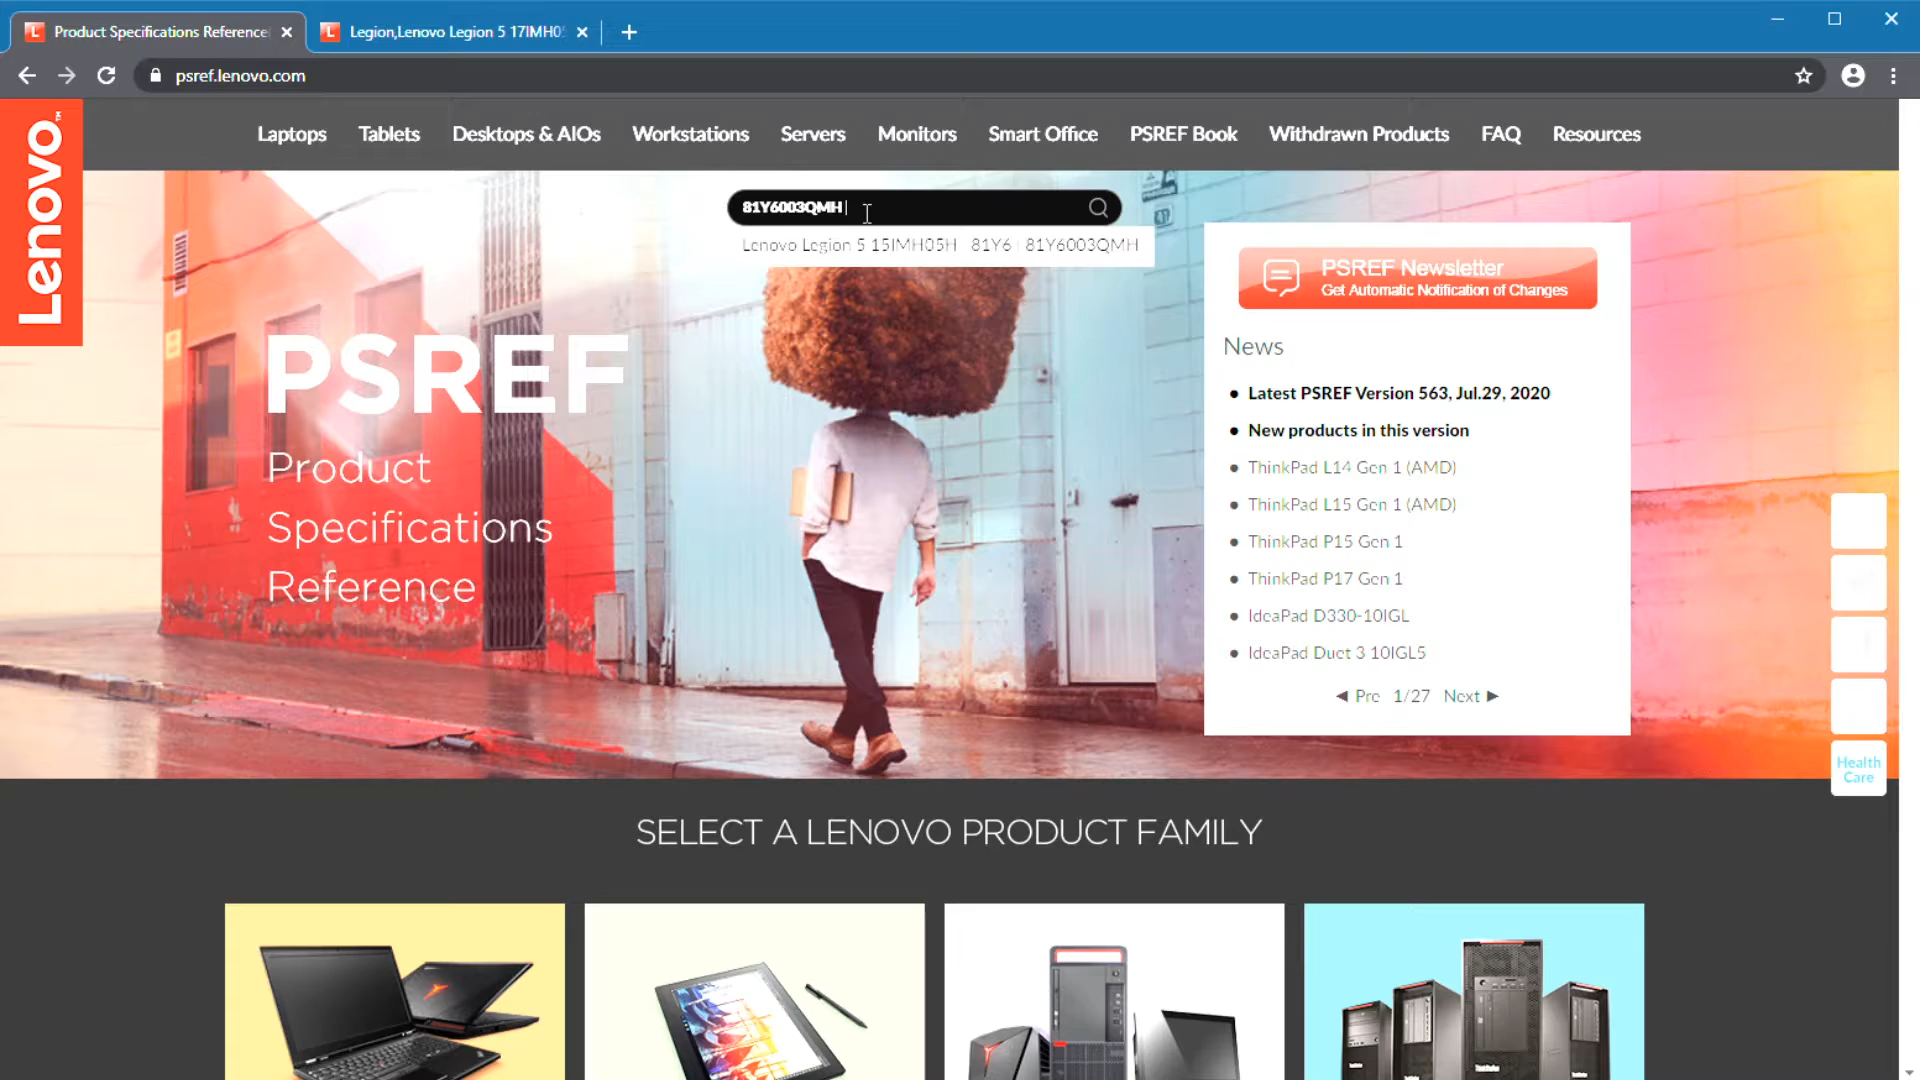 Product Specifications Reference
Legion,Lenovo Legion 5 17IMH0
psref.lenovo.com
Lenovo
Laptops Tablets Desktops & AIOs Workstations Servers Monitors Smart Office PSREF Book Withdrawn Products FAQ Resources
81Y6003QMH
Lenovo Legion 5 15IMH05H | 81Y6 | 81Y6003QMH
PSREF
Product
Specifications
Reference
PSREF Newsletter
Get Automatic Notification of Changes
News
Latest PSREF Version 563, Jul.29, 2020
New products in this version
ThinkPad L14 Gen 1 (AMD)
ThinkPad L15 Gen 1 (AMD)
ThinkPad P15 Gen 1
ThinkPad P17 Gen 1
IdeaPad D330-10IGL
IdeaPad Duet 3 10IGL5
◄ Pre 1/27 Next ►
Health
Care
SELECT A LENOVO PRODUCT FAMILY